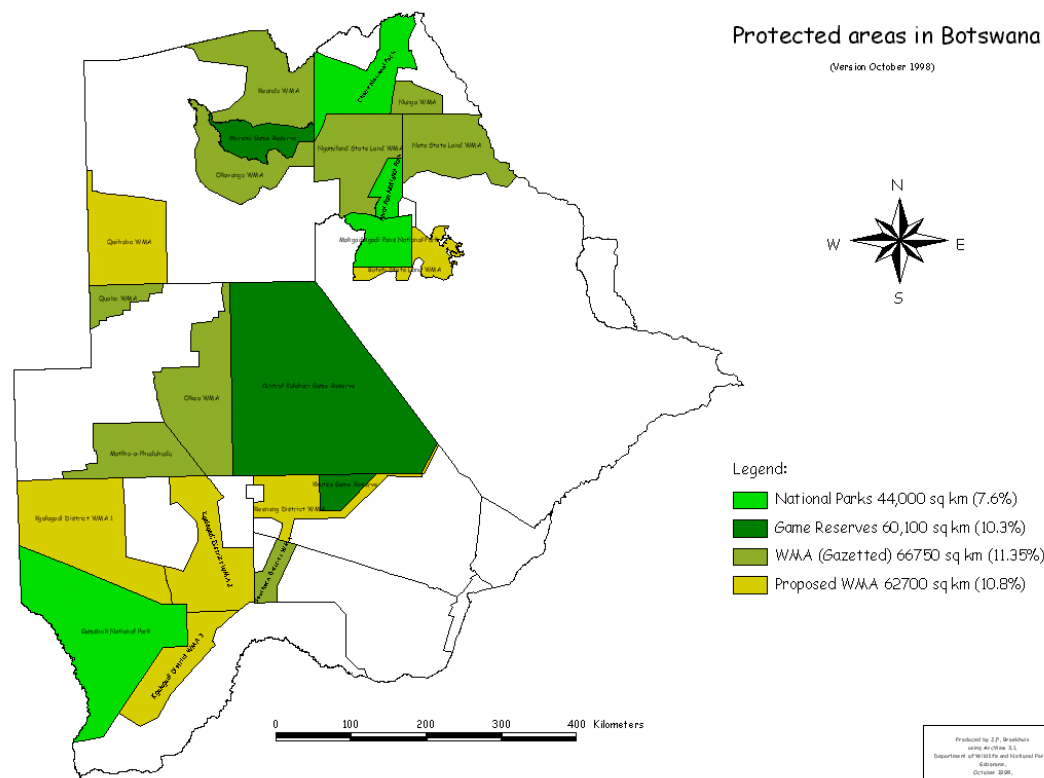 Protected areas in Botswana
(Version October 1998)
Chobe National Park
Kwando WMA
Nunga WMA
Moremi Game Reserve
Ngamiland State Land WMA
Nata State Land WMA
Okavango WMA
Nxai Pan National Park
Qwihaba WMA
Makgadikgadi Pans National Park
State Land WMA
WMA
N
W
E
S
Central Kalahari Game Reserve
Okwa WMA
Matlho-a-Phuduhudu
Game Reserve
District WMA
Kgalagadi District WMA 1
Kgalagadi District WMA 2
Gemsbok National Park
Kgalagadi District WMA 3
Legend:
National Parks 44,000 sq km (7.6%)
Game Reserves 60,100 sq km (10.3%)
WMA (Gazetted) 66750 sq km (11.35%)
Proposed WMA 62700 sq km (10.8%)
0 100 200 300 400 Kilometers
Produced by J.P. Broekhuis
using ArcView 3.1,
Department of Wildlife and National Par
Gaborone,
October 1998,